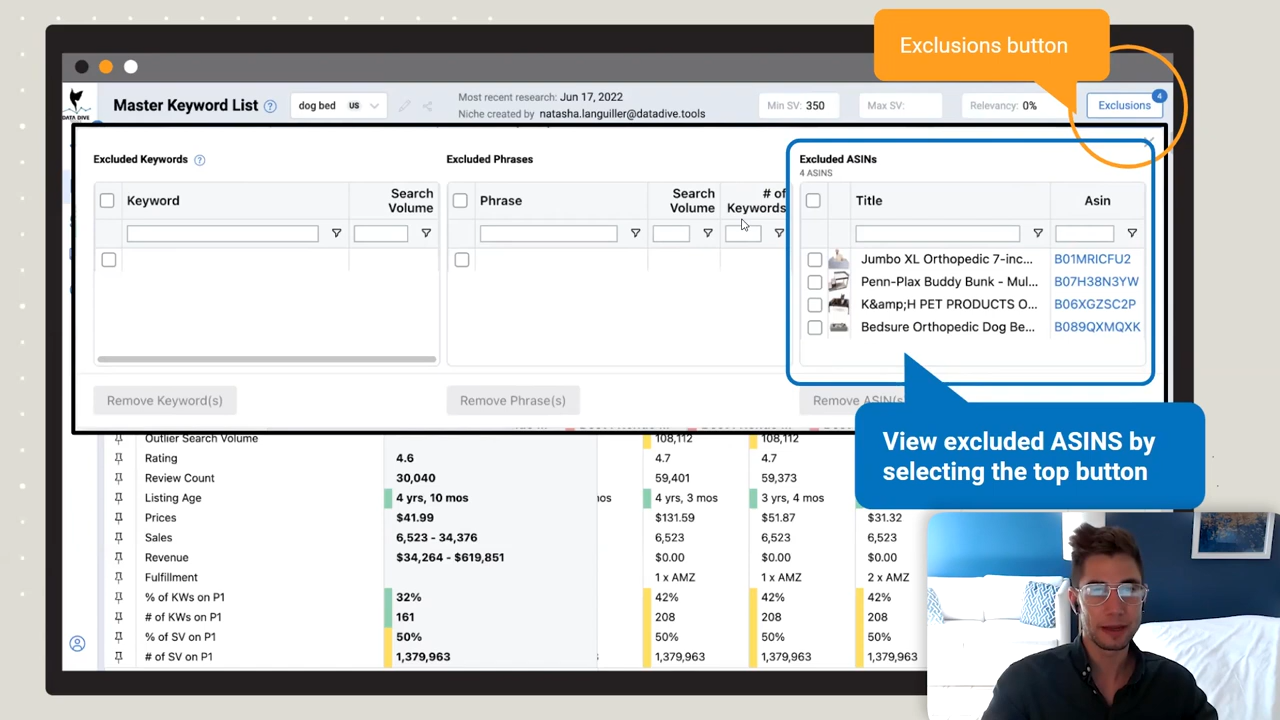 Exclusions button
Master Keyword List ?
dog bed US
Most recent research: Jun 17, 2022
Niche created by natasha.languiller@datadive.tools
Min SV: 350
Max SV:
Relevancy: 0%
Exclusions 4
DATA DIVE
Excluded Keywords ?
Excluded Phrases
Excluded ASINs
4 ASINS
Keyword
Search Volume
Phrase
Search Volume
# of Keywords
Title
Asin
Jumbo XL Orthopedic 7-inc... B01MRICFU2
Penn-Plax Buddy Bunk - Mul... B07H38N3YW
K&amp;H PET PRODUCTS O... B06XGZSC2P
Bedsure Orthopedic Dog Be... B089QXMQXK
Remove Keyword(s)
Remove Phrase(s)
Remove ASIN(s
View excluded ASINS by
selecting the top button
Outlier Search Volume 108,112 108,112
Rating 4.6 4.7 4.7
Review Count 30,040 59,401 59,373
Listing Age 4 yrs, 10 mos nos 4 yrs, 3 mos 3 yrs, 4 mos
Prices $41.99 $131.59 $51.87 $31.32
Sales 6,523 - 34,376 6,523 6,523 6,523
Revenue $34,264 - $619,851 $0.00 $0.00 $0.00
Fulfillment 1 x AMZ 1 x AMZ 2 x AMZ
% of KWs on P1 32% 42% 42% 42%
# of KWs on P1 161 208 208 208
% of SV on P1 50% 50% 50% 50%
# of SV on P1 1,379,963 1,379,963 1,379,963 1,379,963